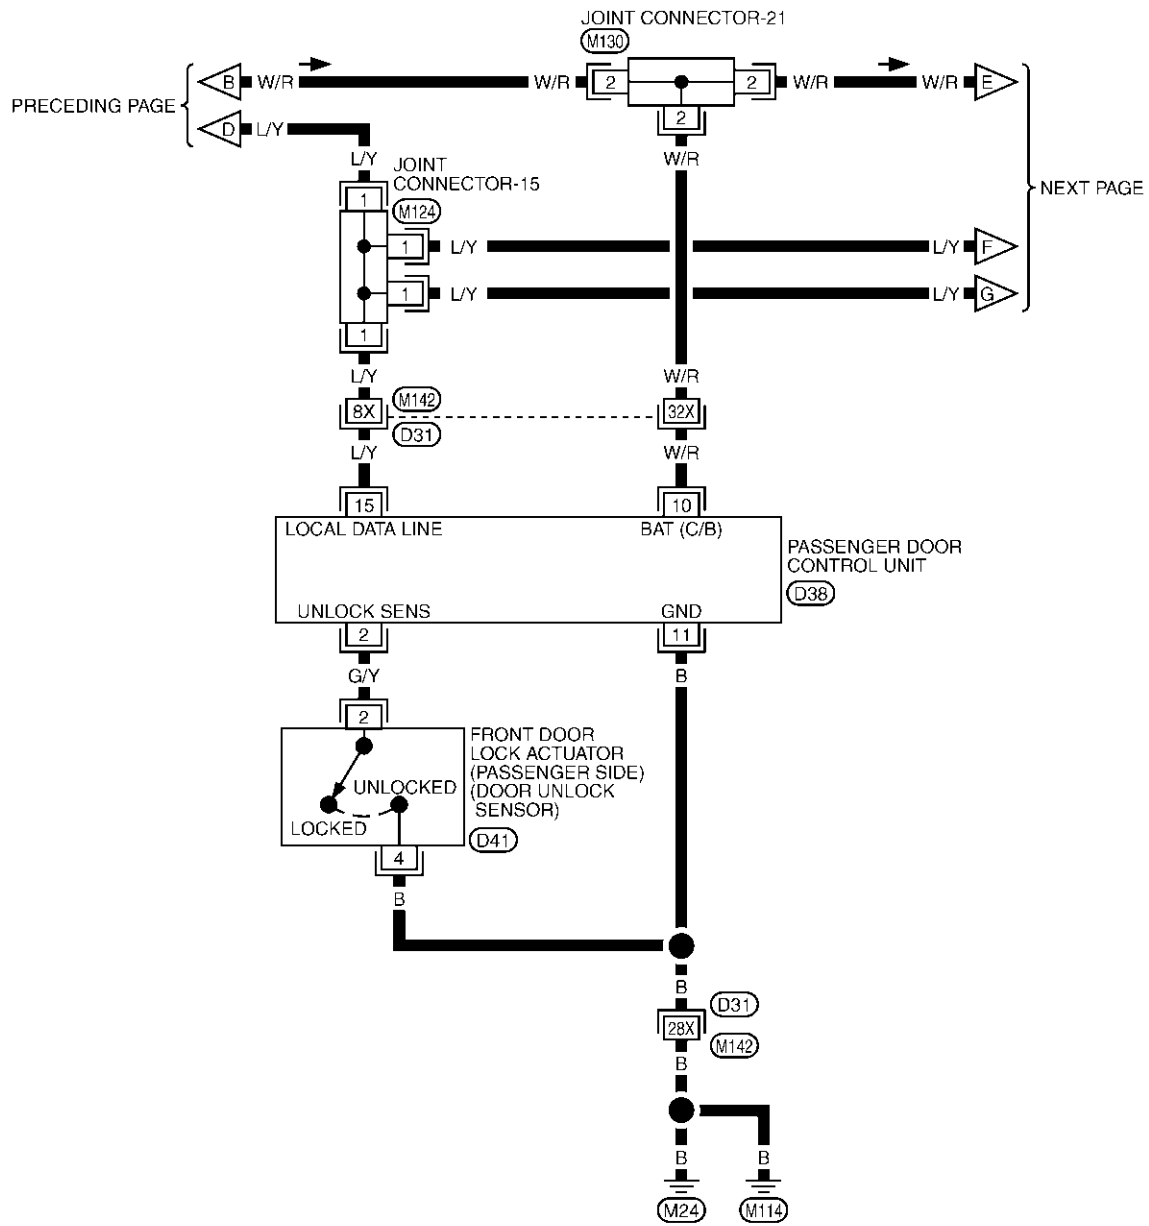 JOINT CONNECTOR-21
M130
PRECEDING PAGE
B W/R W/R 2 2 W/R W/R E
D L/Y
2
L/Y
W/R
JOINT
CONNECTOR-15
M124
1
NEXT PAGE
1 L/Y L/Y F
1 L/Y L/Y G
1
L/Y W/R
8X M142 32X
D31
L/Y W/R
15 10
LOCAL DATA LINE BAT (C/B)
PASSENGER DOOR
CONTROL UNIT
D38
UNLOCK SENS GND
2 11
G/Y B
2
FRONT DOOR
LOCK ACTUATOR
(PASSENGER SIDE)
(DOOR UNLOCK
SENSOR)
D41
UNLOCKED
LOCKED
4
B
B
D31
28X
M142
B
B B
M24 M114